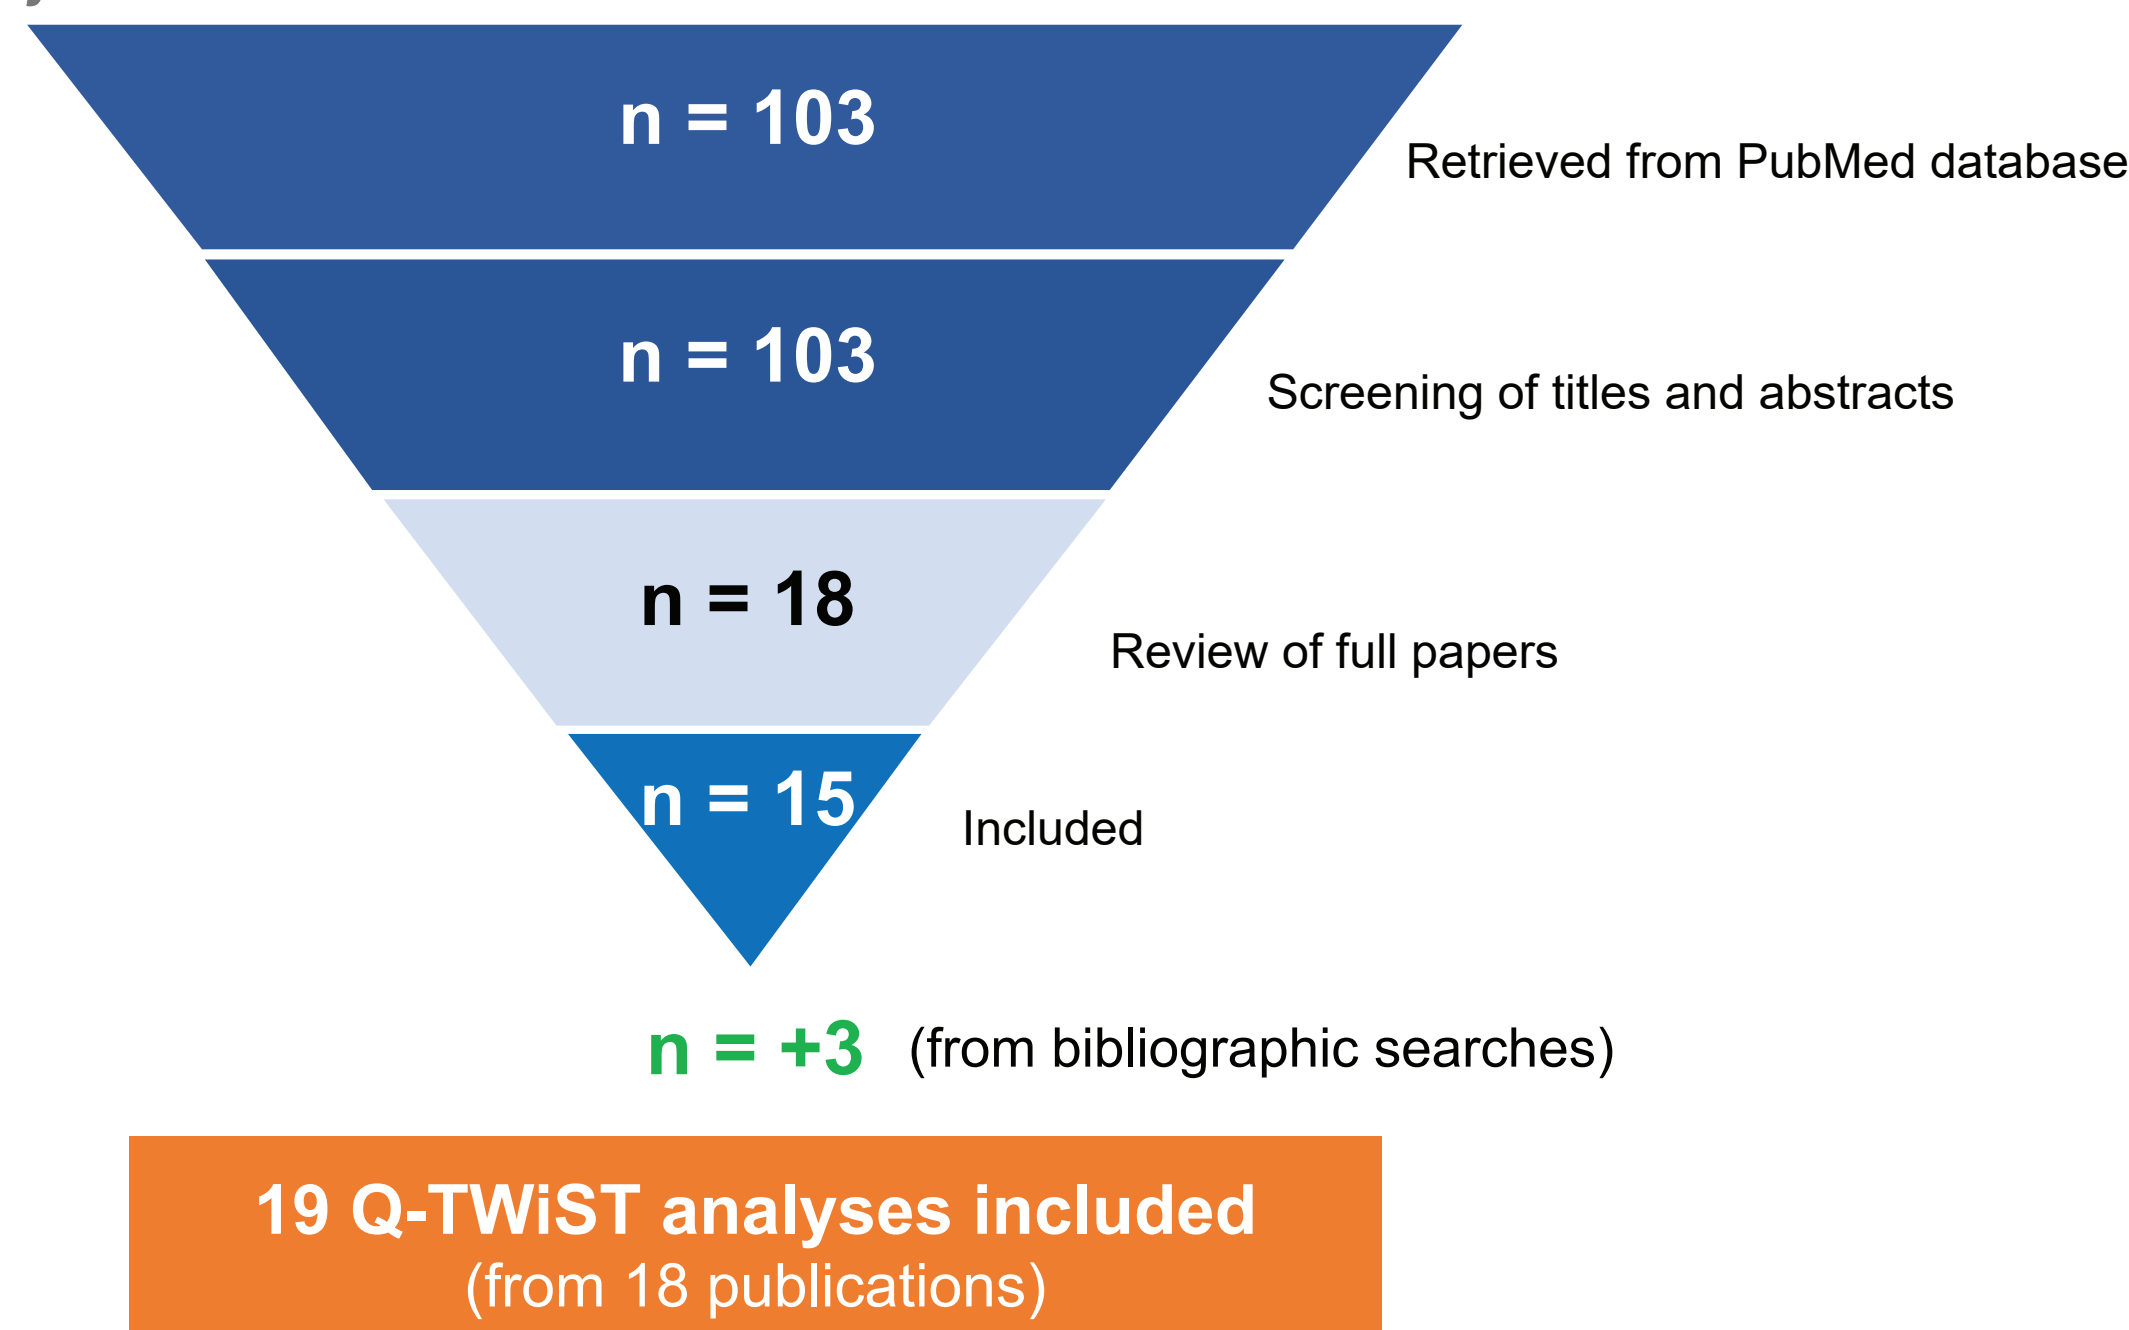 n = 103
Retrieved from PubMed database
n = 103
Screening of titles and abstracts
n = 18
Review of full papers
n = 15
Included
n = +3 (from bibliographic searches)
19 Q-TWiST analyses included
(from 18 publications)